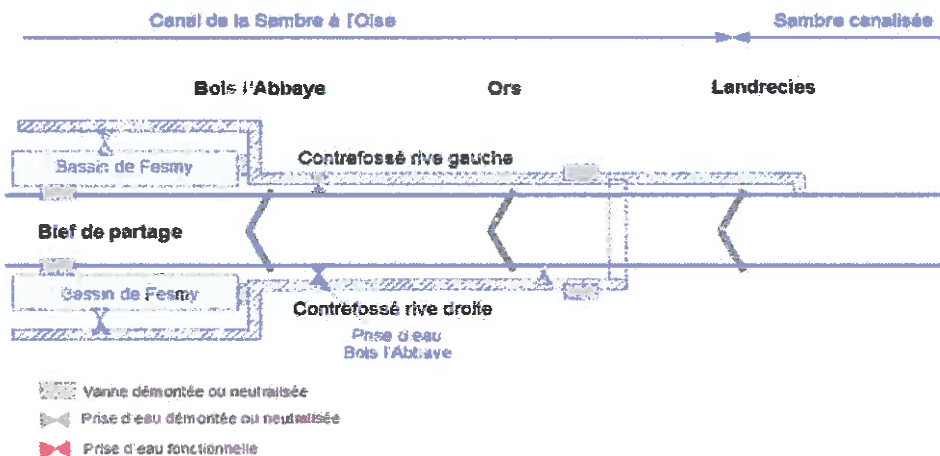 Canal de la Sambre à l'Oise
Sambre canalisée
Bois l'Abbaye
Ors
Landrecies
Bassin de Fesmy
Contrefossé rive gauche
Bief de partage
Bassin de Fesmy
Contrefossé rive droite
Prise d'eau
Bois l'Abbaye
Vanne démontée ou neutralisée
Prise d'eau démontée ou neutralisée
Prise d'eau fonctionnelle